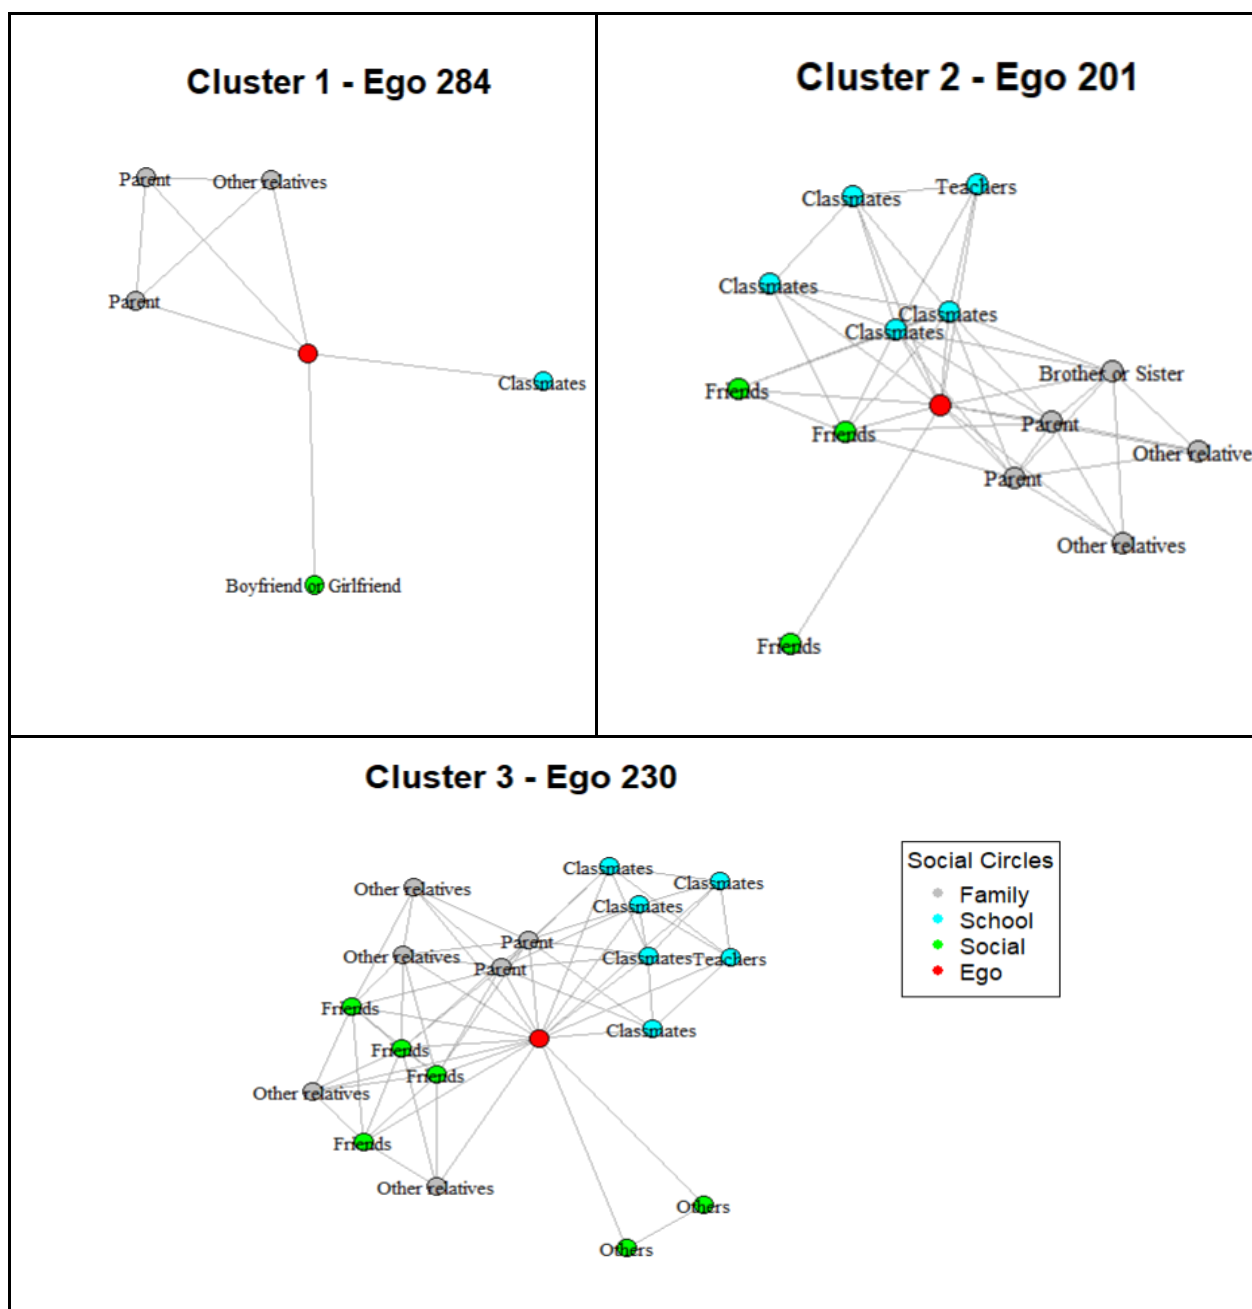 Cluster 1 - Ego 284
Parent
Other relatives
Parent
Classmates
Boyfriend or Girlfriend
Cluster 2 - Ego 201
Classmates
Teachers
Classmates
Classmates
Classmates
Brother or Sister
Friends
Parent
Friends
Other relative
Parent
Other relatives
Friends
Cluster 3 - Ego 230
Classmates
Classmates
Other relatives
Classmates
Parent
Other relatives
Parent
Classmates
Teachers
Friends
Classmates
Friends
Friends
Other relatives
Friends
Other relatives
Others
Others
Social Circles
Family
School
Social
Ego